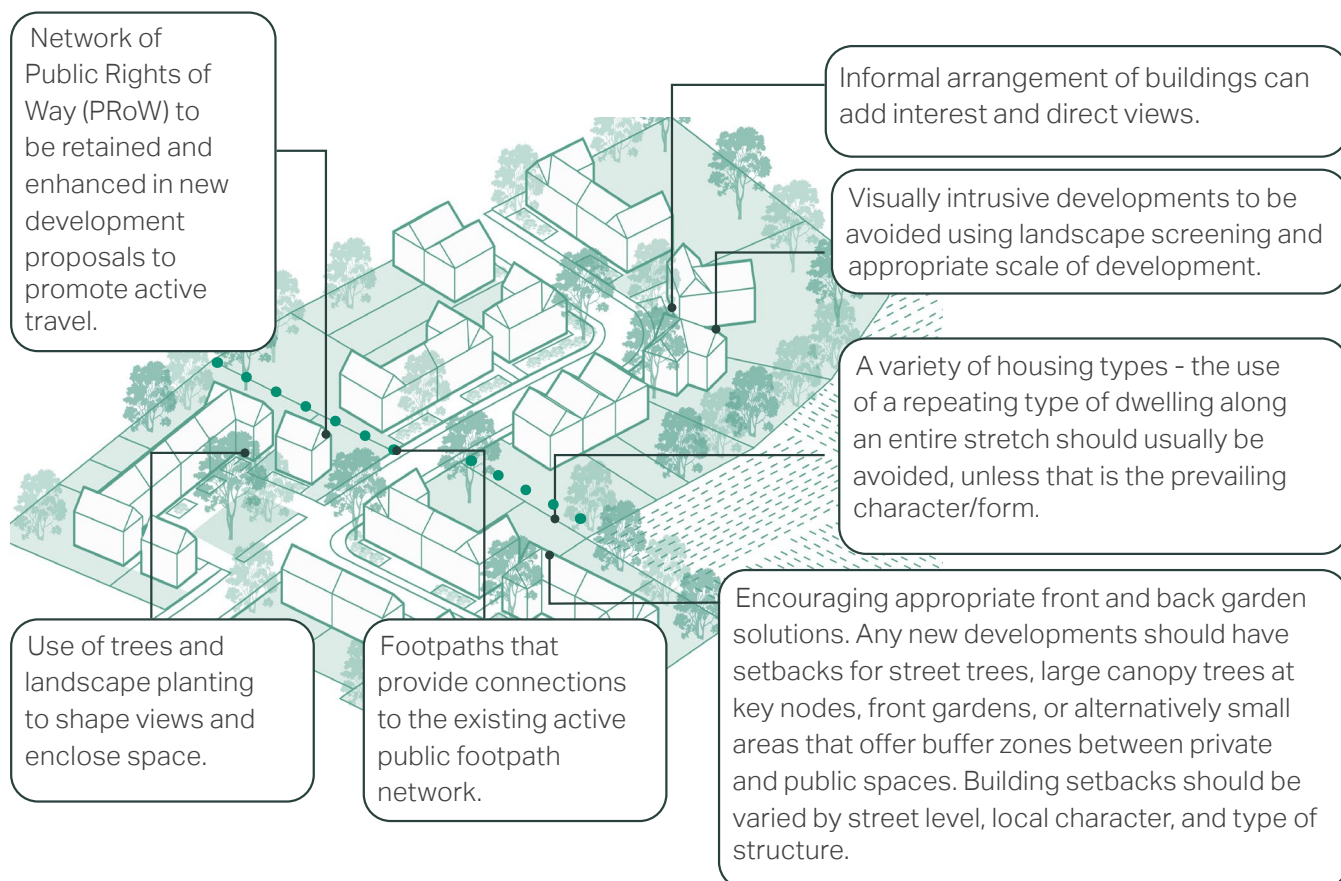 Network of
Public Rights of
Way (PRoW) to
be retained and
enhanced in new
development
proposals to
promote active
travel.
Informal arrangement of buildings can
add interest and direct views.
Visually intrusive developments to be
avoided using landscape screening and
appropriate scale of development.
A variety of housing types - the use
of a repeating type of dwelling along
an entire stretch should usually be
avoided, unless that is the prevailing
character/form.
Use of trees and
landscape planting
to shape views and
enclose space.
Footpaths that
provide connections
to the existing active
public footpath
network.
Encouraging appropriate front and back garden
solutions. Any new developments should have
setbacks for street trees, large canopy trees at
key nodes, front gardens, or alternatively small
areas that offer buffer zones between private
and public spaces. Building setbacks should be
varied by street level, local character, and type of
structure.